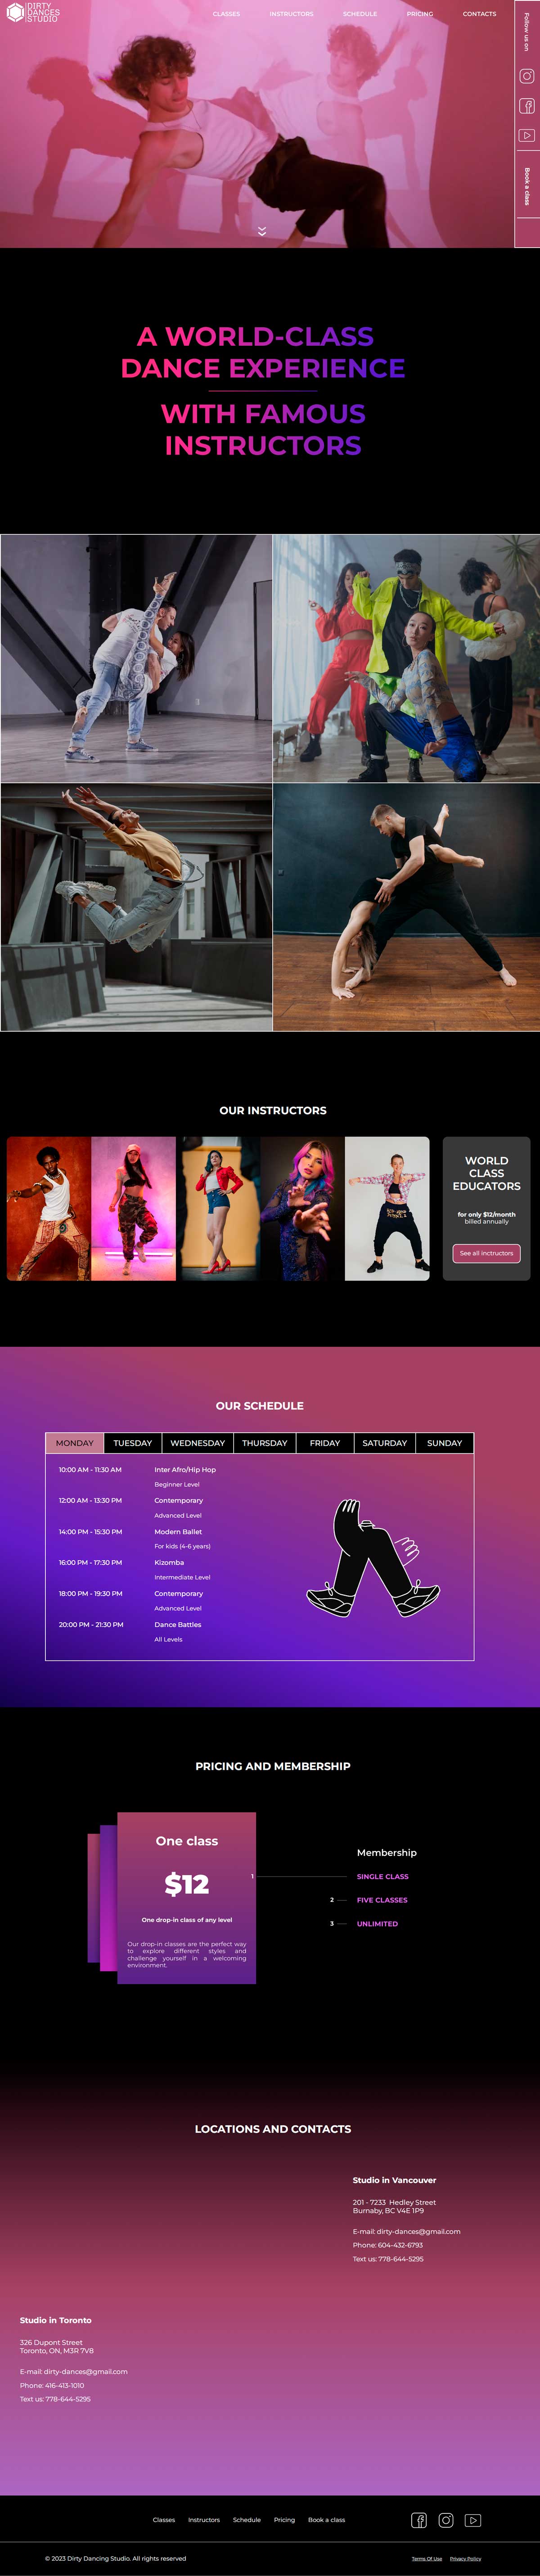 DIRTY
DANCES
STUDIO
CLASSES
INSTRUCTORS
SCHEDULE
PRICING
CONTACTS
Follow us on
Book a class
A WORLD-CLASS
DANCE EXPERIENCE
WITH FAMOUS
INSTRUCTORS
OUR INSTRUCTORS
WORLD
CLASS
EDUCATORS
for only $12/month
billed annually
See all inctructors
OUR SCHEDULE
MONDAY TUESDAY WEDNESDAY THURSDAY FRIDAY SATURDAY SUNDAY
10:00 AM - 11:30 AM Inter Afro/Hip Hop
Beginner Level
12:00 AM - 13:30 PM Contemporary
Advanced Level
14:00 PM - 15:30 PM Modern Ballet
For kids (4-6 years)
16:00 PM - 17:30 PM Kizomba
Intermediate Level
18:00 PM - 19:30 PM Contemporary
Advanced Level
20:00 PM - 21:30 PM Dance Battles
All Levels
PRICING AND MEMBERSHIP
One class
$12
One drop-in class of any level
Our drop-in classes are the perfect way
to explore different styles and
challenge yourself in a welcoming
environment.
Membership
1 SINGLE CLASS
2 FIVE CLASSES
3 UNLIMITED
LOCATIONS AND CONTACTS
Studio in Vancouver
201 - 7233 Hedley Street
Burnaby, BC V4E 1P9
E-mail: dirty-dances@gmail.com
Phone: 604-432-6793
Text us: 778-644-5295
Studio in Toronto
326 Dupont Street
Toronto, ON, M3R 7V8
E-mail: dirty-dances@gmail.com
Phone: 416-413-1010
Text us: 778-644-5295
Classes Instructors Schedule Pricing Book a class
© 2023 Dirty Dancing Studio. All rights reserved
Terms Of Use Privacy Policy